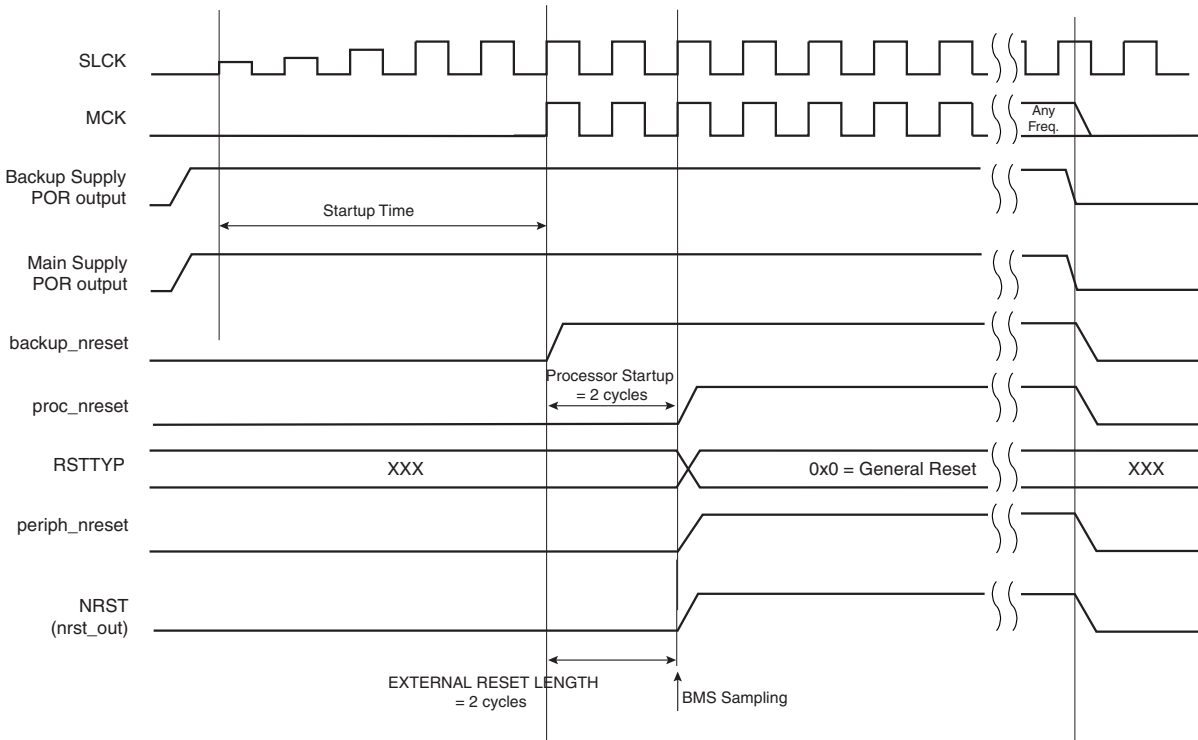 SLCK
MCK
Any
Freq.
Backup Supply
POR output
Startup Time
Main Supply
POR output
backup_nreset
Processor Startup
= 2 cycles
proc_nreset
RSTTYP
XXX
0x0 = General Reset
XXX
periph_nreset
NRST
(nrst_out)
EXTERNAL RESET LENGTH
= 2 cycles
BMS Sampling